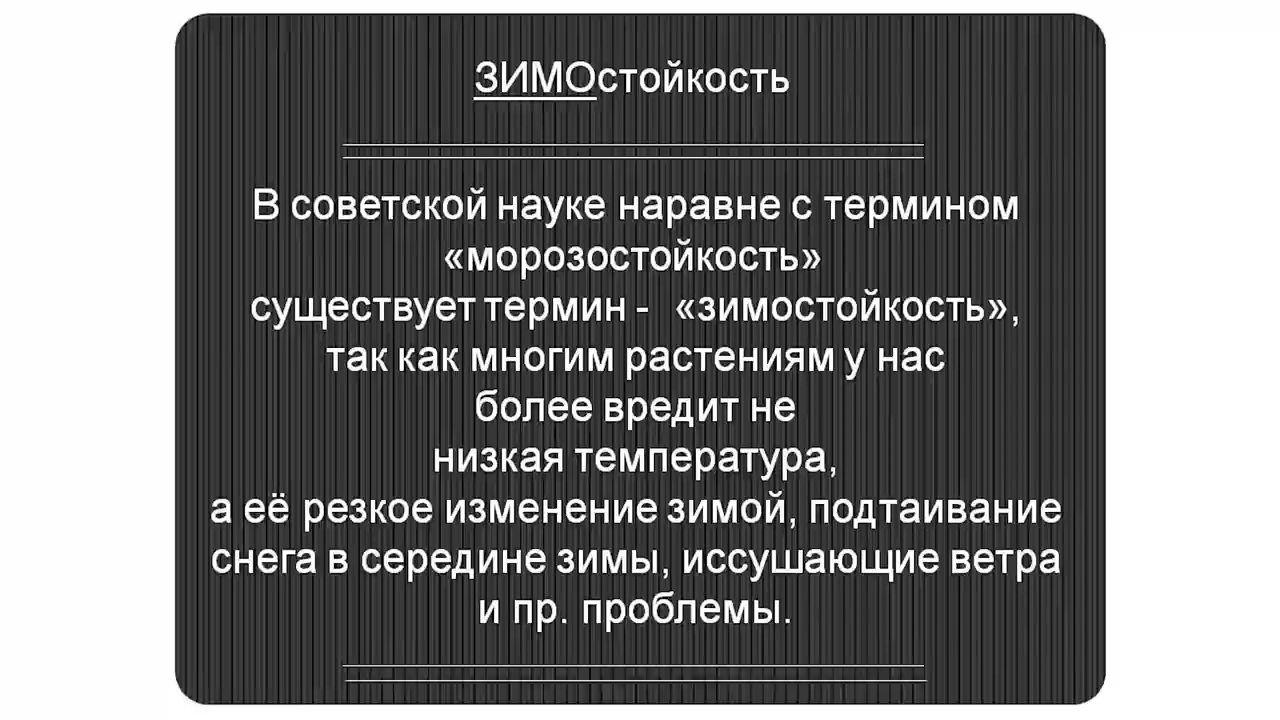 ЗИМОстойкость
В советской науке наравне с термином
«морозостойкость»
существует термин - «зимостойкость»,
так как многим растениям у нас
более вредит не
низкая температура,
а её резкое изменение зимой, подтаивание
снега в середине зимы, иссушающие ветра
и пр. проблемы.